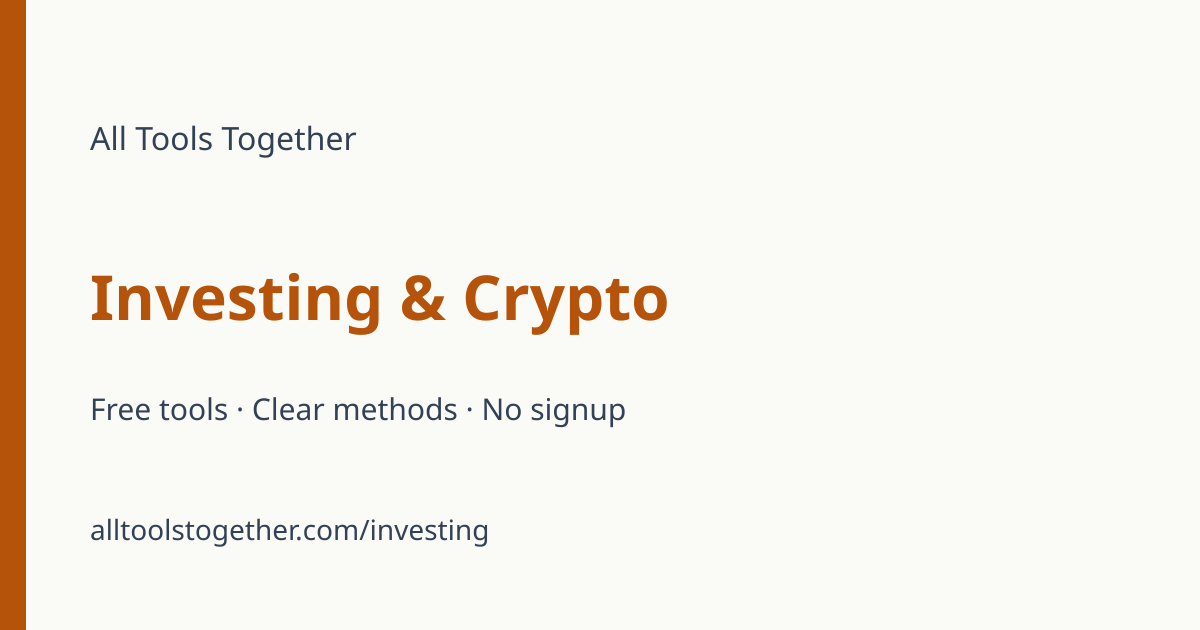 All Tools Together
Investing & Crypto
Free tools · Clear methods · No signup
alltoolstogether.com/investing